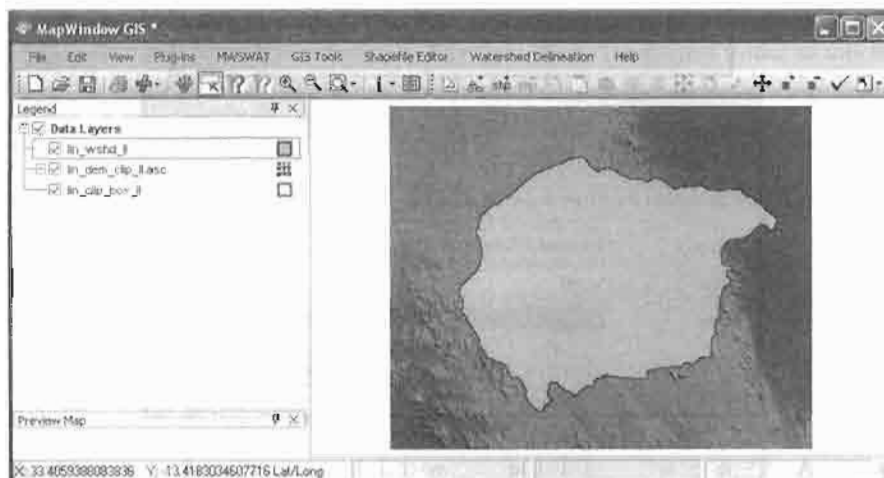 MapWindow GIS *
File Edit View Plug-ins MWSWAT GIS Tools Shapefile Editor Watershed Delineation Help
Legend
Data Layers
lin_wshd_ll
lin_dem_clip_ll.asc
lin_clip_box_ll
Preview Map
X: 33.4059388083836 Y: -13.4183034607716 Lat/Long